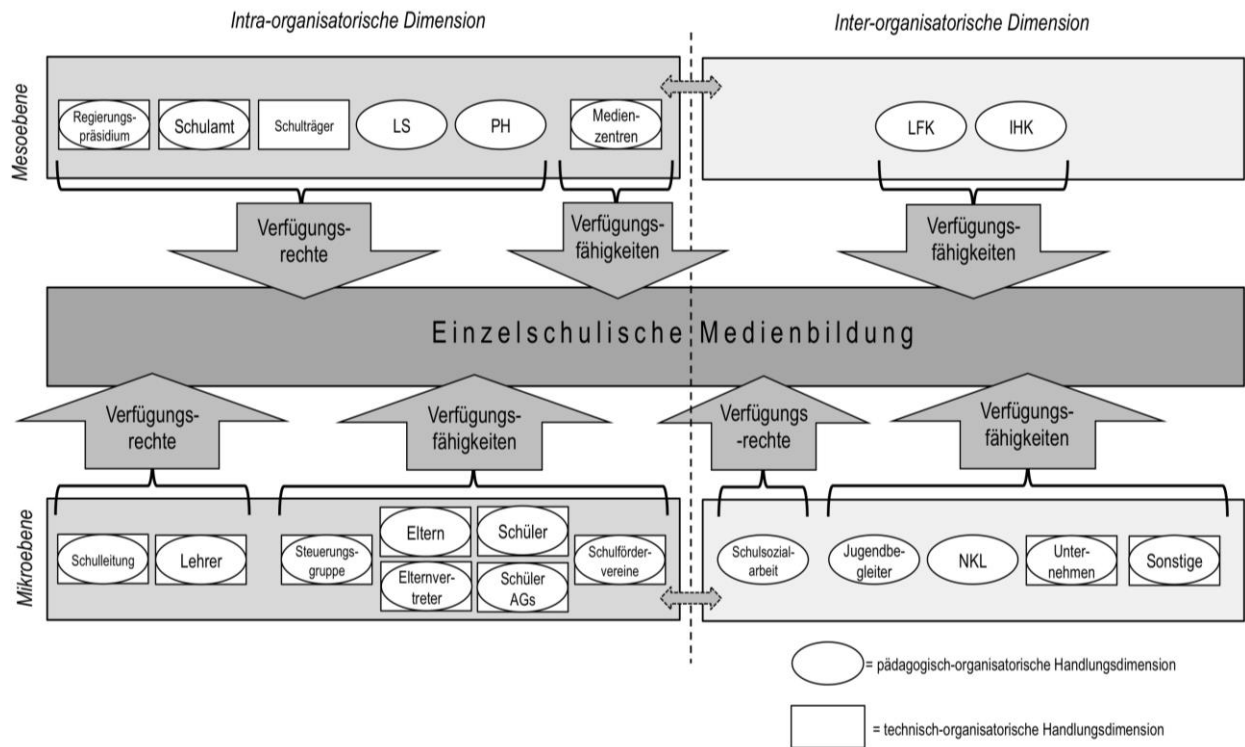 Intra-organisatorische Dimension
Inter-organisatorische Dimension
Mesoebene
Regierungs-
präsidium
Schulamt
Schulträger
LS
PH
Medien-
zentren
LFK
IHK
Verfügungs-
rechte
Verfügungs-
fähigkeiten
Verfügungs-
fähigkeiten
Einzelschulische Medienbildung
Verfügungs-
rechte
Verfügungs-
fähigkeiten
Verfügungs
-rechte
Verfügungs-
fähigkeiten
Mikroebene
Schulleitung
Lehrer
Steuerungs-
gruppe
Eltern
Schüler
Elternver-
treter
Schüler
AGs
Schulförder-
vereine
Schulsozial-
arbeit
Jugendbe-
gleiter
NKL
Unter-
nehmen
Sonstige
= pädagogisch-organisatorische Handlungsdimension
= technisch-organisatorische Handlungsdimension